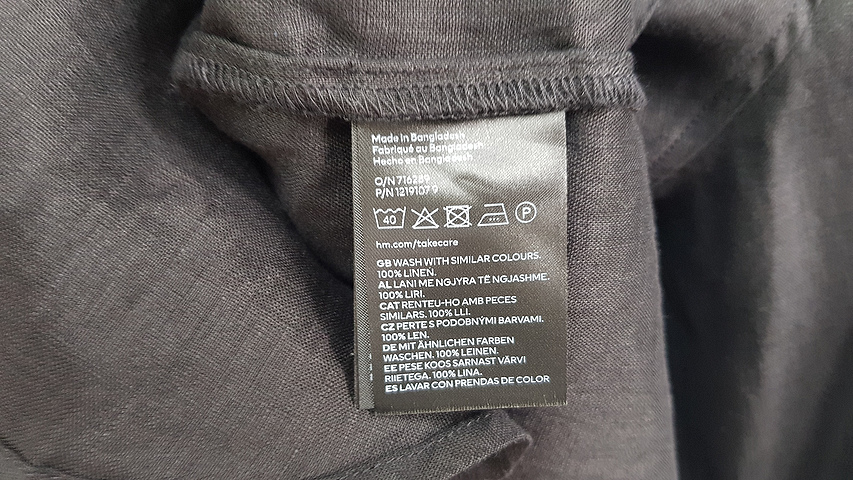 Made in Bangladesh
Fabriqué au Bangladesh
Hecho en Bangladesh
O/N 716289
P/N 1219107 9
40 P
hm.com/takecare
GB WASH WITH SIMILAR COLOURS.
100% LINEN.
AL LANI ME NGJYRA TË NGJASHME.
100% LIRI.
CAT RENTEU-HO AMB PECES
SIMILARS. 100% LLI.
CZ PERTE S PODOBNÝMI BARVAMI.
100% LEN.
DE MIT ÄHNLICHEN FARBEN
WASCHEN. 100% LEINEN.
EE PESE KOOS SARNAST VÄRVI
RIIETEGA. 100% LINA.
ES LAVAR CON PRENDAS DE COLOR